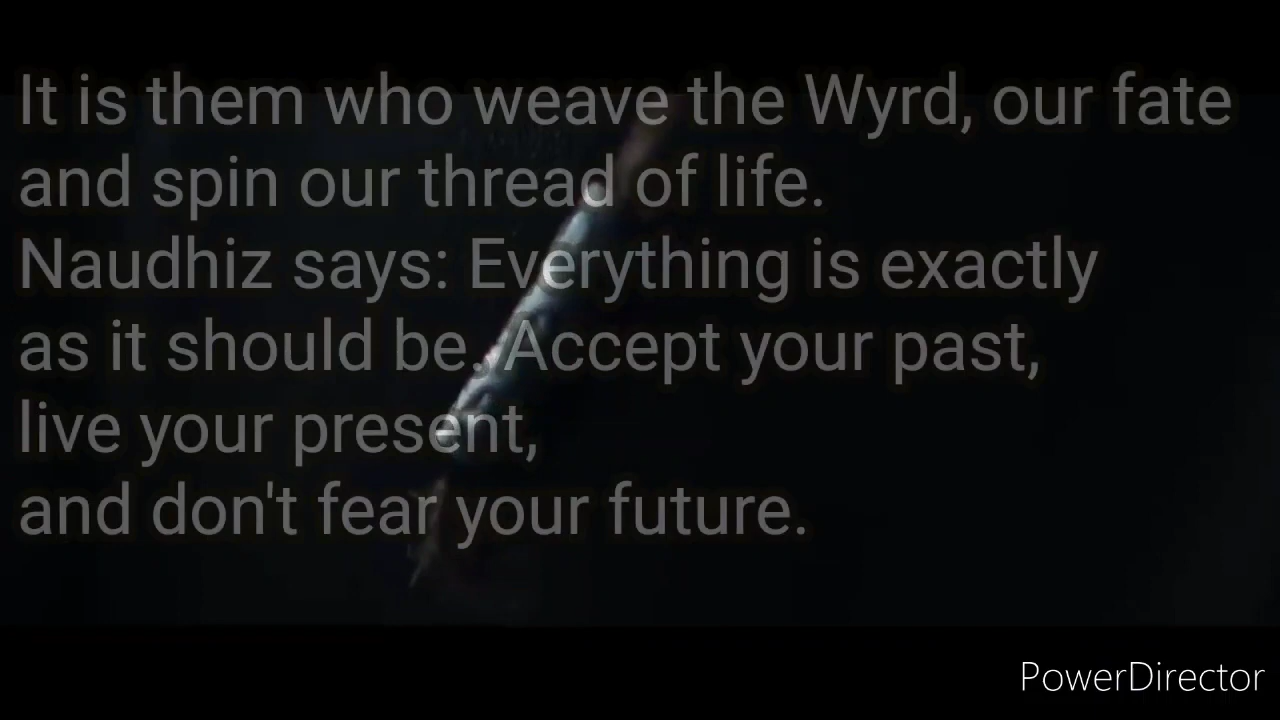 It is them who weave the Wyrd, our fate
and spin our thread of life.
Naudhiz says: Everything is exactly
as it should be. Accept your past,
live your present,
and don't fear your future.
PowerDirector